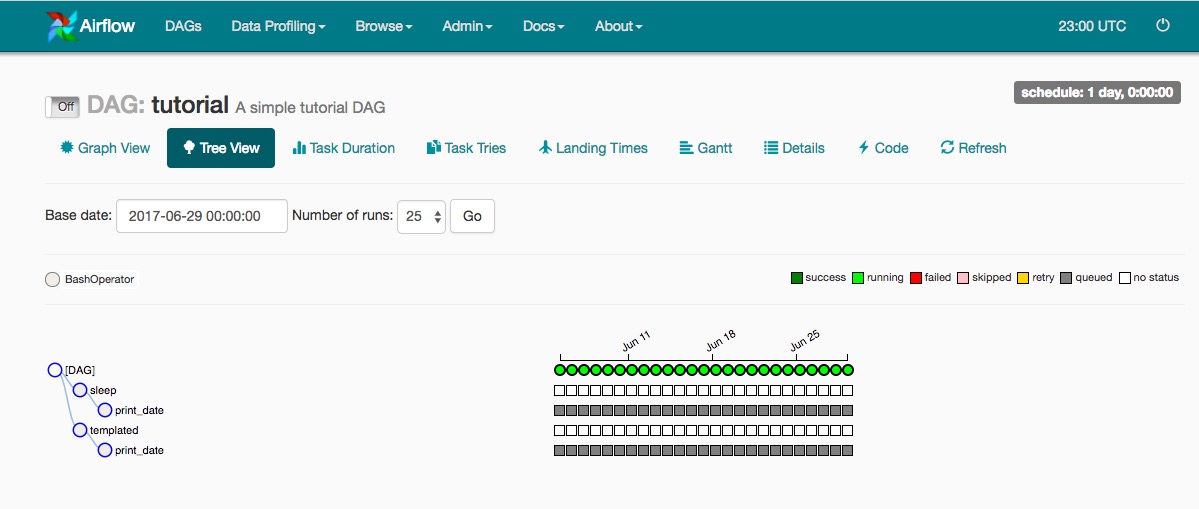 Airflow DAGs Data Profiling Browse Admin Docs About 23:00 UTC
schedule: 1 day, 0:00:00
Off DAG: tutorial A simple tutorial DAG
Graph View Tree View Task Duration Task Tries Landing Times Gantt Details Code Refresh
Base date: 2017-06-29 00:00:00 Number of runs: 25 Go
BashOperator success running failed skipped retry queued no status
Jun 11 Jun 18 Jun 25
[DAG]
sleep
print_date
templated
print_date